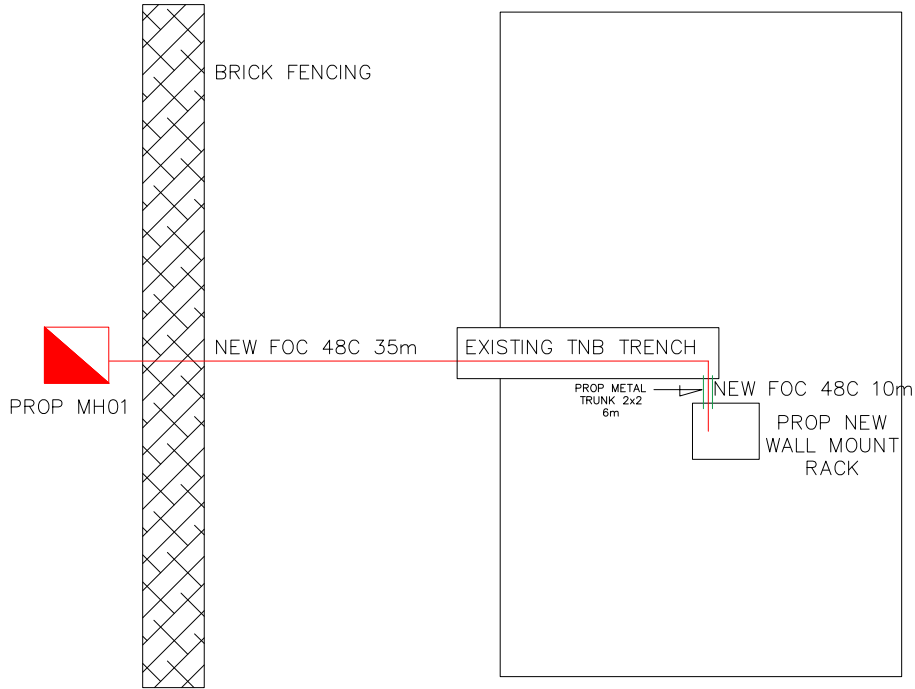 BRICK FENCING
NEW FOC 48C 35m
EXISTING TNB TRENCH
PROP MH01
PROP METAL
TRUNK 2x2
6m
NEW FOC 48C 10m
PROP NEW
WALL MOUNT
RACK